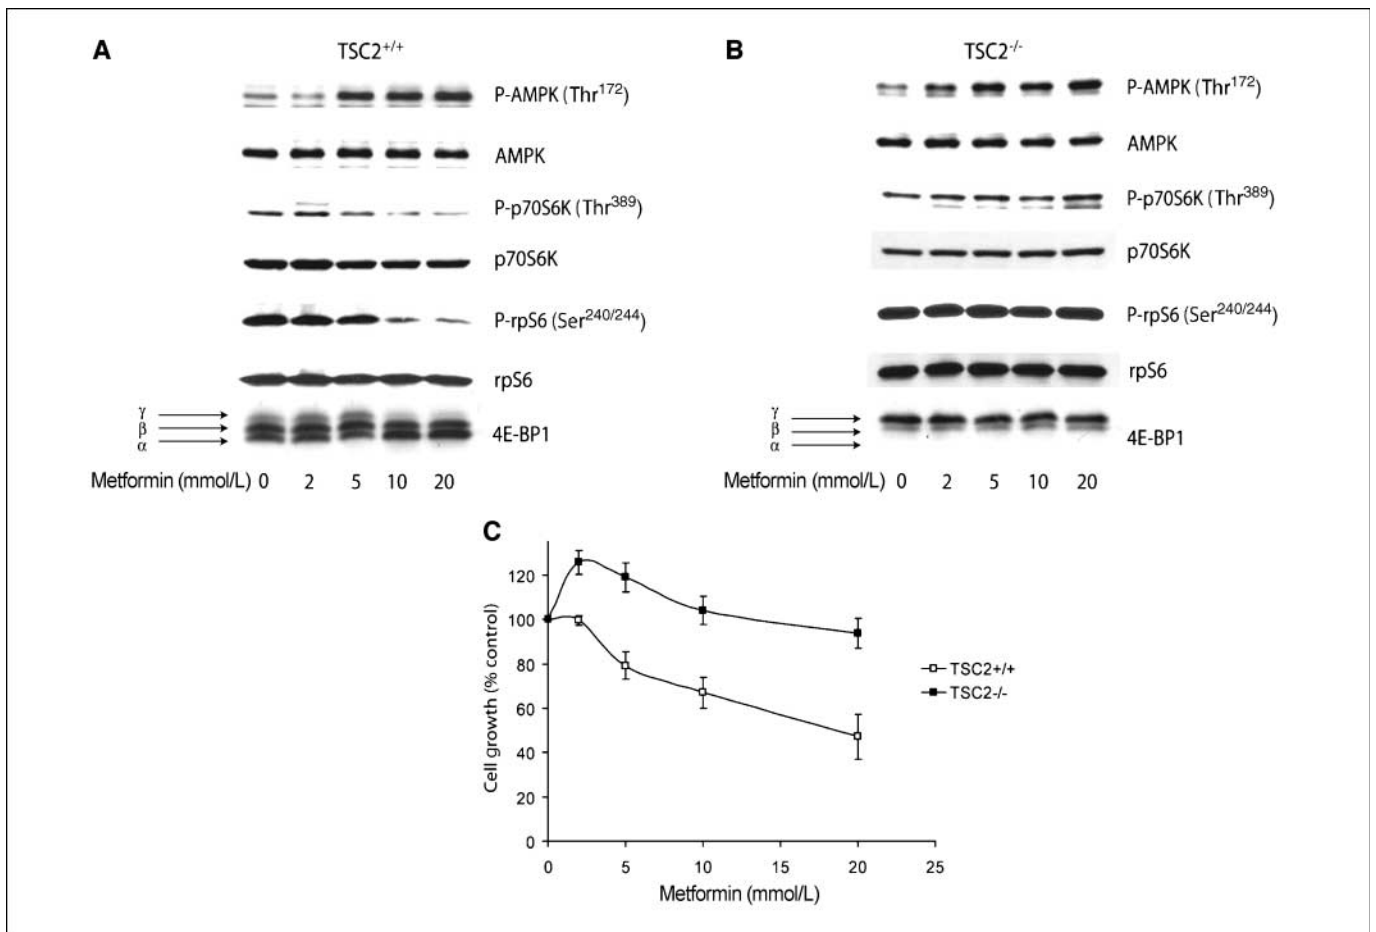 A
TSC2+/+
P-AMPK (Thr172)
AMPK
P-p70S6K (Thr389)
p70S6K
P-rpS6 (Ser240/244)
rpS6
γ
β
α
4E-BP1
Metformin (mmol/L) 0 2 5 10 20
B
TSC2-/-
P-AMPK (Thr172)
AMPK
P-p70S6K (Thr389)
p70S6K
P-rpS6 (Ser240/244)
rpS6
γ
β
α
4E-BP1
Metformin (mmol/L) 0 2 5 10 20
C
Cell growth (% control)
120
100
80
60
40
20
0
0 5 10 15 20 25
Metformin (mmol/L)
TSC2+/+
TSC2-/-